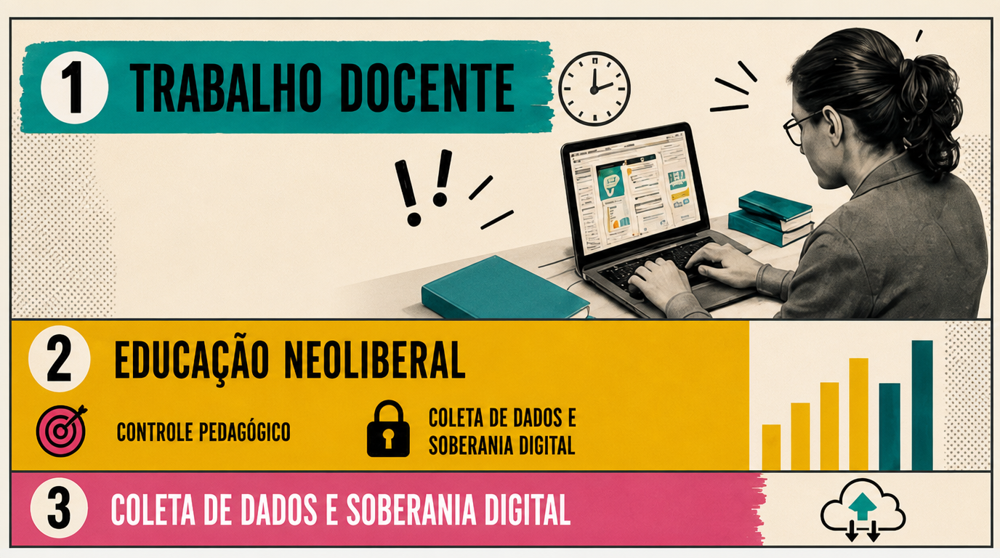 1 TRABALHO DOCENTE
2 EDUCAÇÃO NEOLIBERAL
CONTROLE PEDAGÓGICO
COLETA DE DADOS E
SOBERANIA DIGITAL
3 COLETA DE DADOS E SOBERANIA DIGITAL